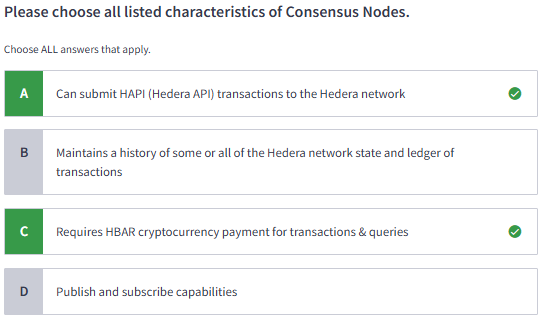 Please choose all listed characteristics of Consensus Nodes.
Choose ALL answers that apply.
A
Can submit HAPI (Hedera API) transactions to the Hedera network
B
Maintains a history of some or all of the Hedera network state and ledger of
transactions
C
Requires HBAR cryptocurrency payment for transactions & queries
D
Publish and subscribe capabilities